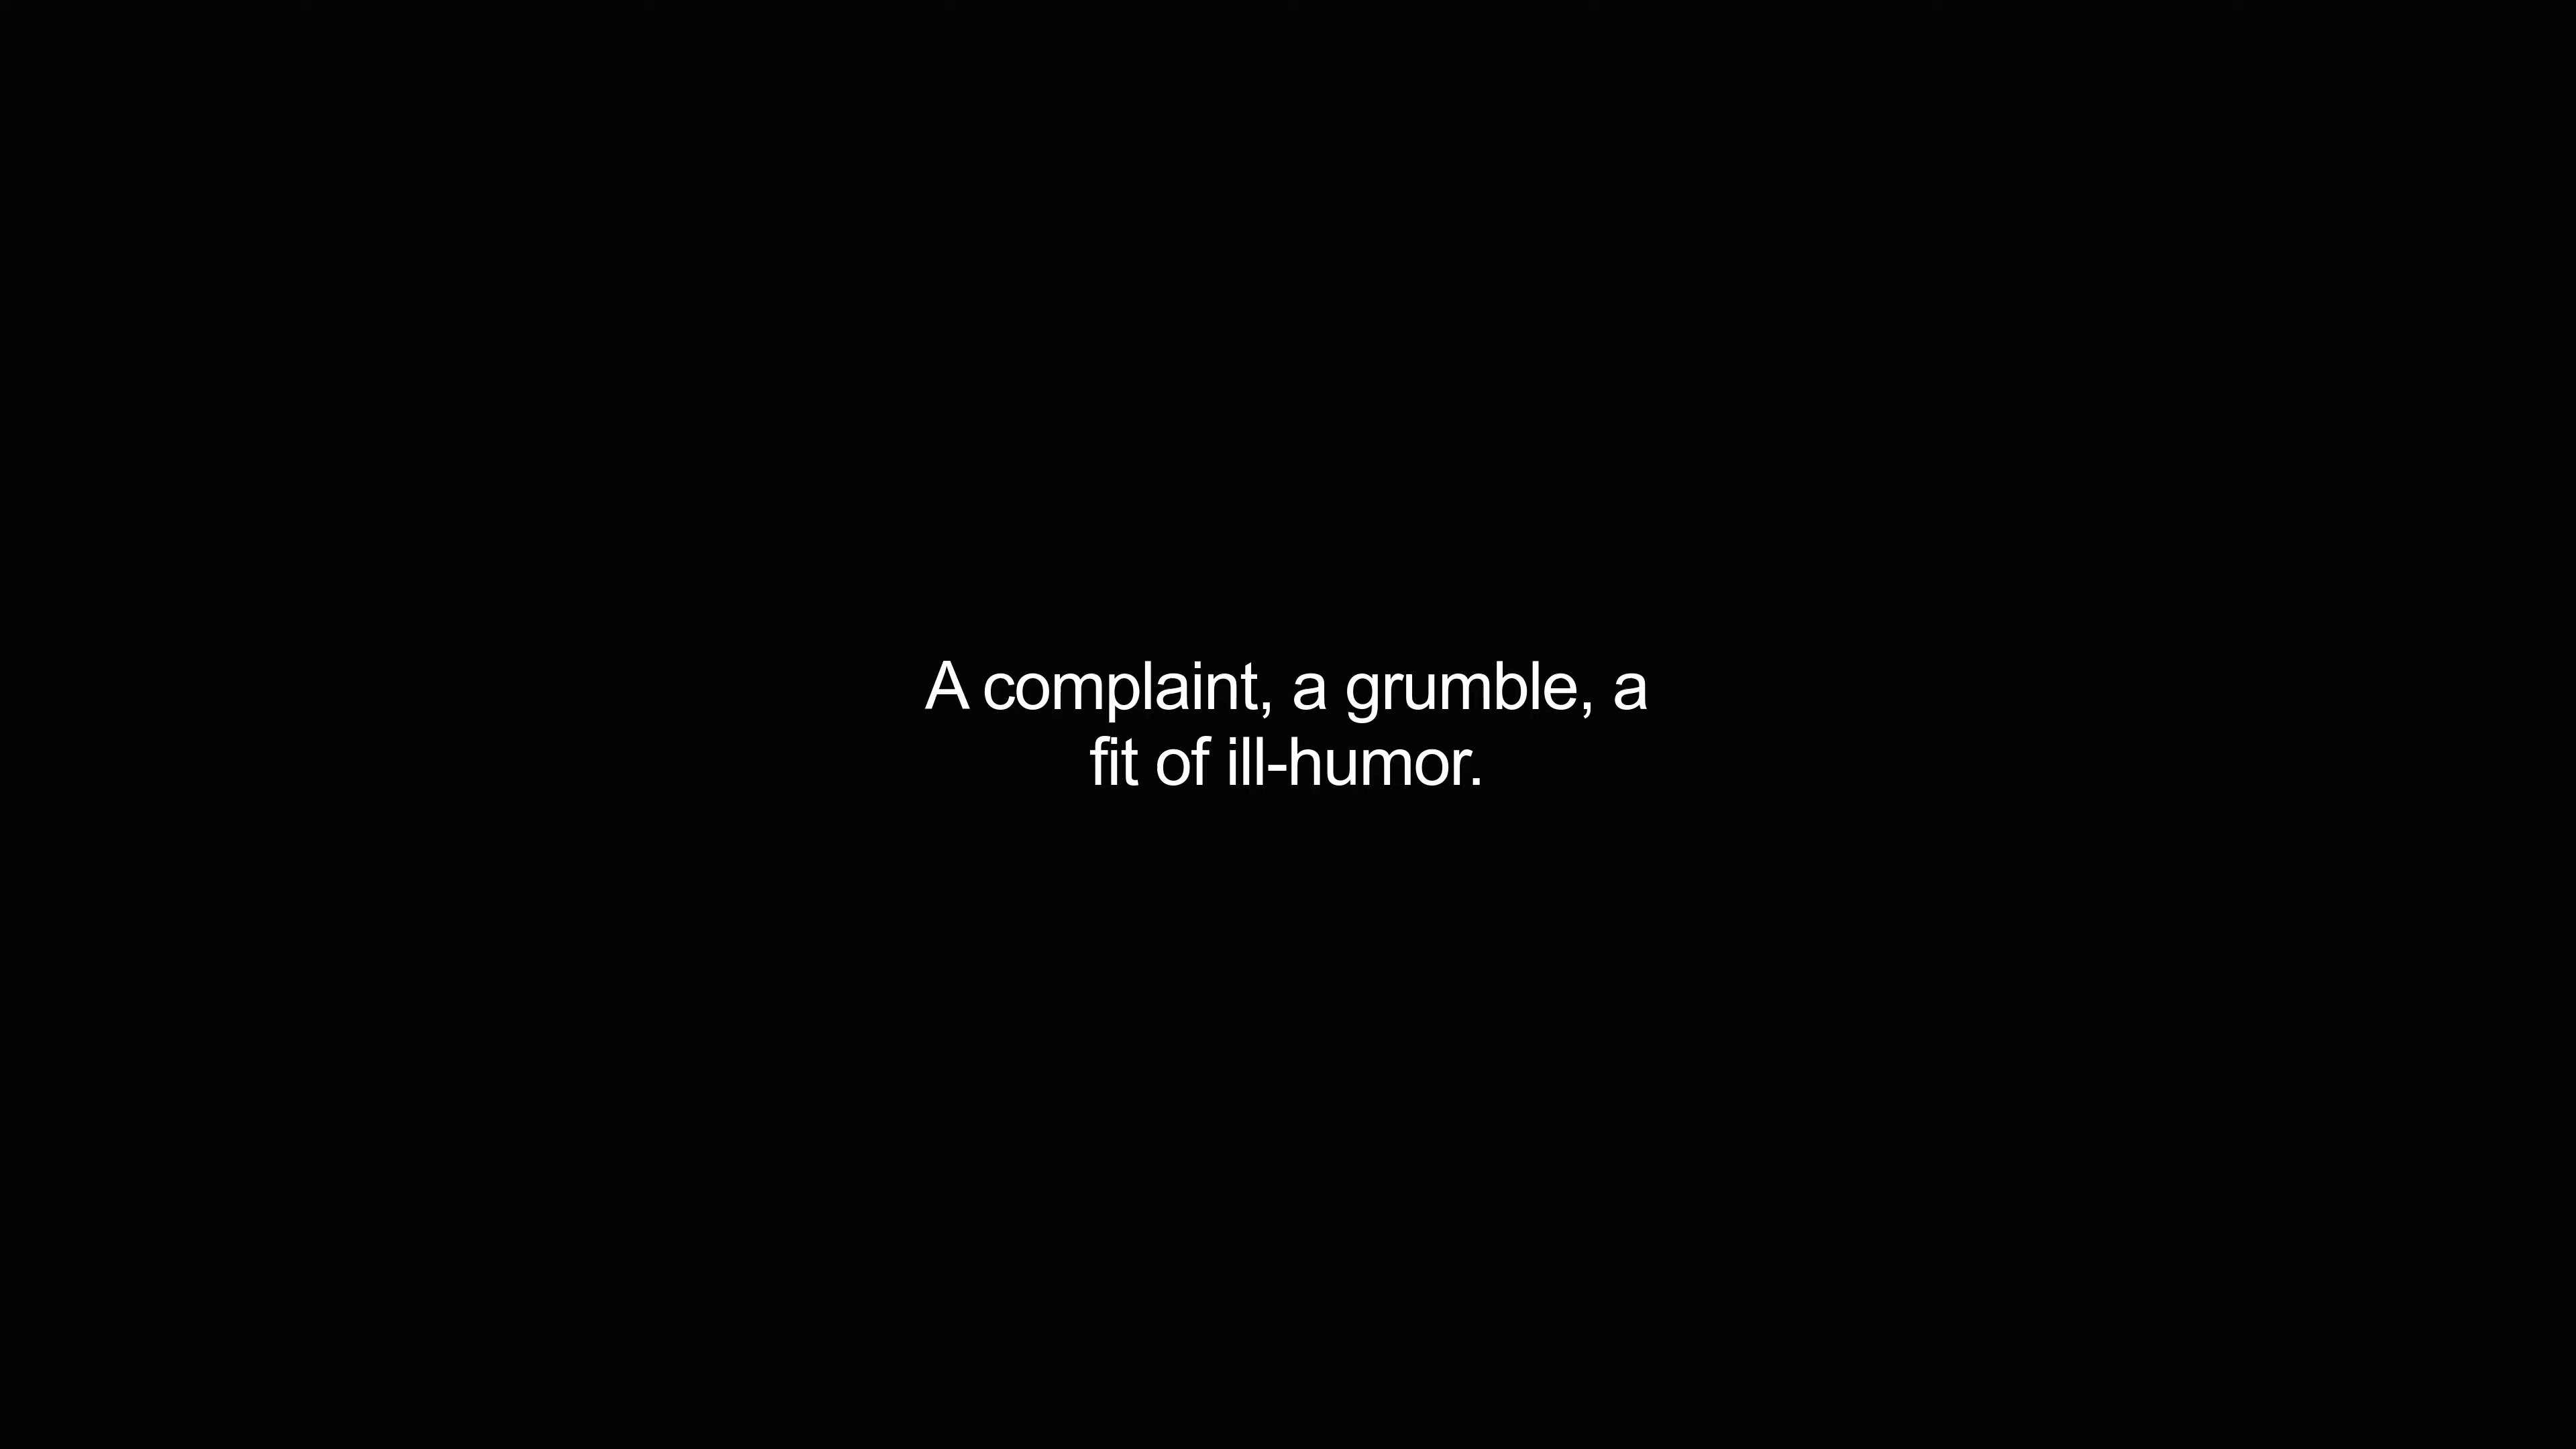 A complaint, a grumble, a
fit of ill-humor.